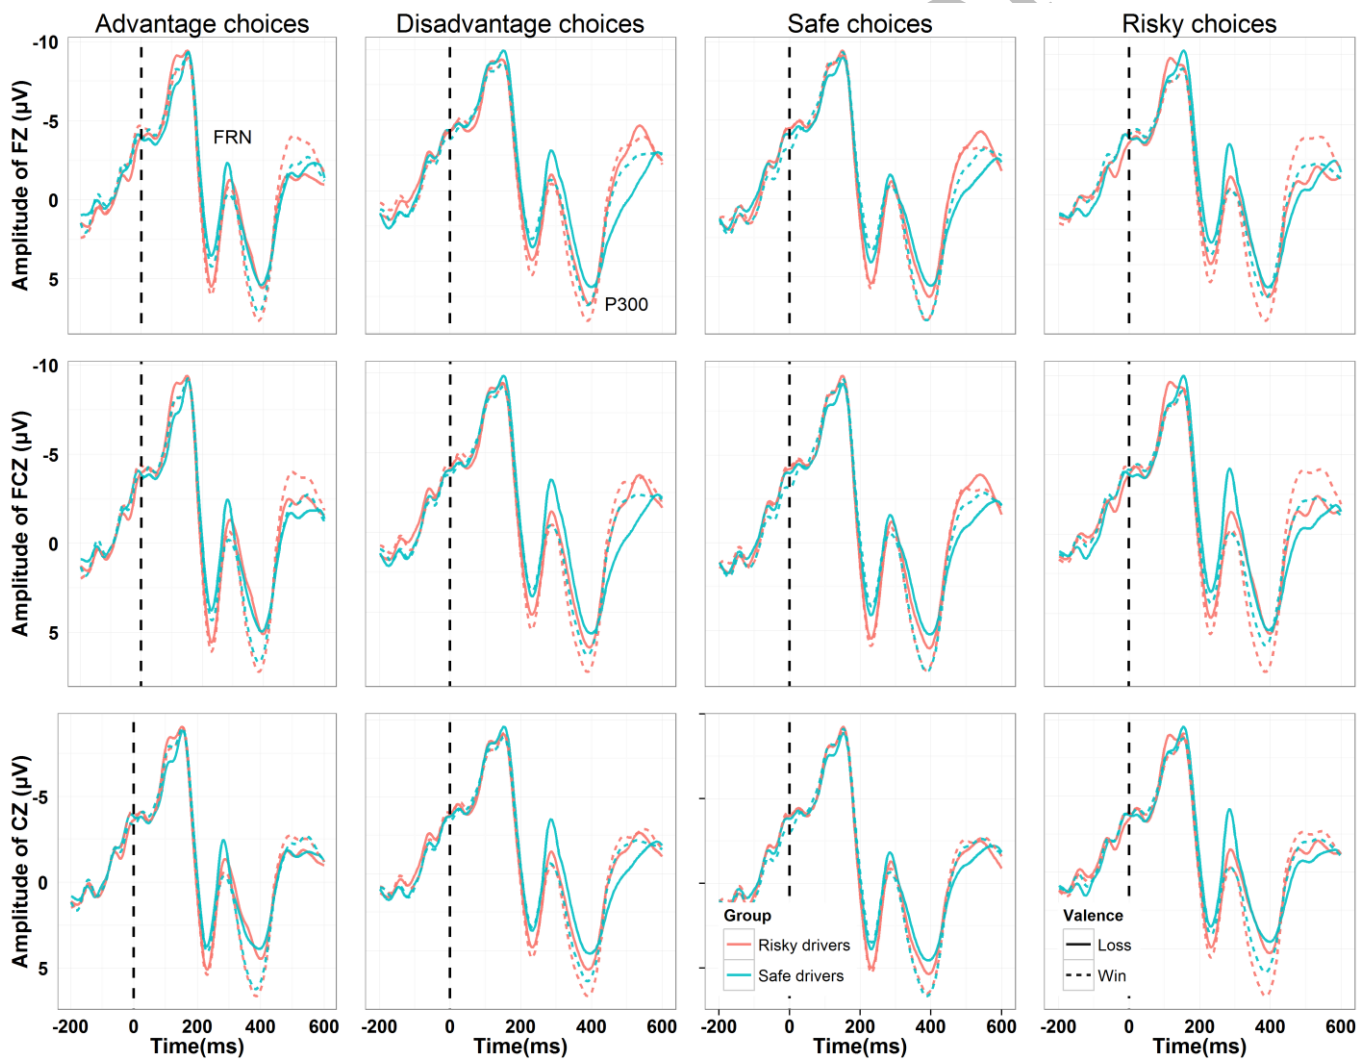 Advantage choices
Disadvantage choices
Safe choices
Risky choices
Amplitude of FZ (µV)
-10
-5
0
5
FRN
P300
Amplitude of FCZ (µV)
-10
-5
0
5
Amplitude of CZ (µV)
-5
0
5
Group
Risky drivers
Safe drivers
Valence
Loss
Win
-200 0 200 400 600
-200 0 200 400 600
-200 0 200 400 600
-200 0 200 400 600
Time(ms)
Time(ms)
Time(ms)
Time(ms)